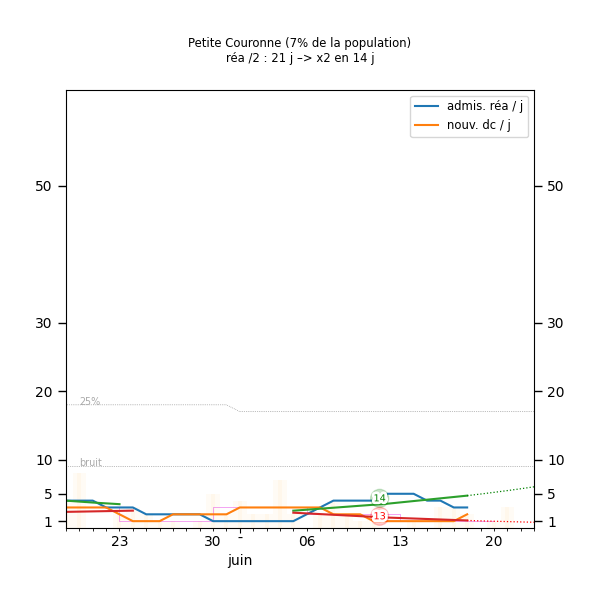 Petite Couronne (7% de la population)
réa /2 : 21 j –> x2 en 14 j
admis. réa / j
nouv. dc / j
50 50
30 30
20 20
25%
10 10
bruit
5 5
14
13
1 1
23 30 - 06 13 20
juin